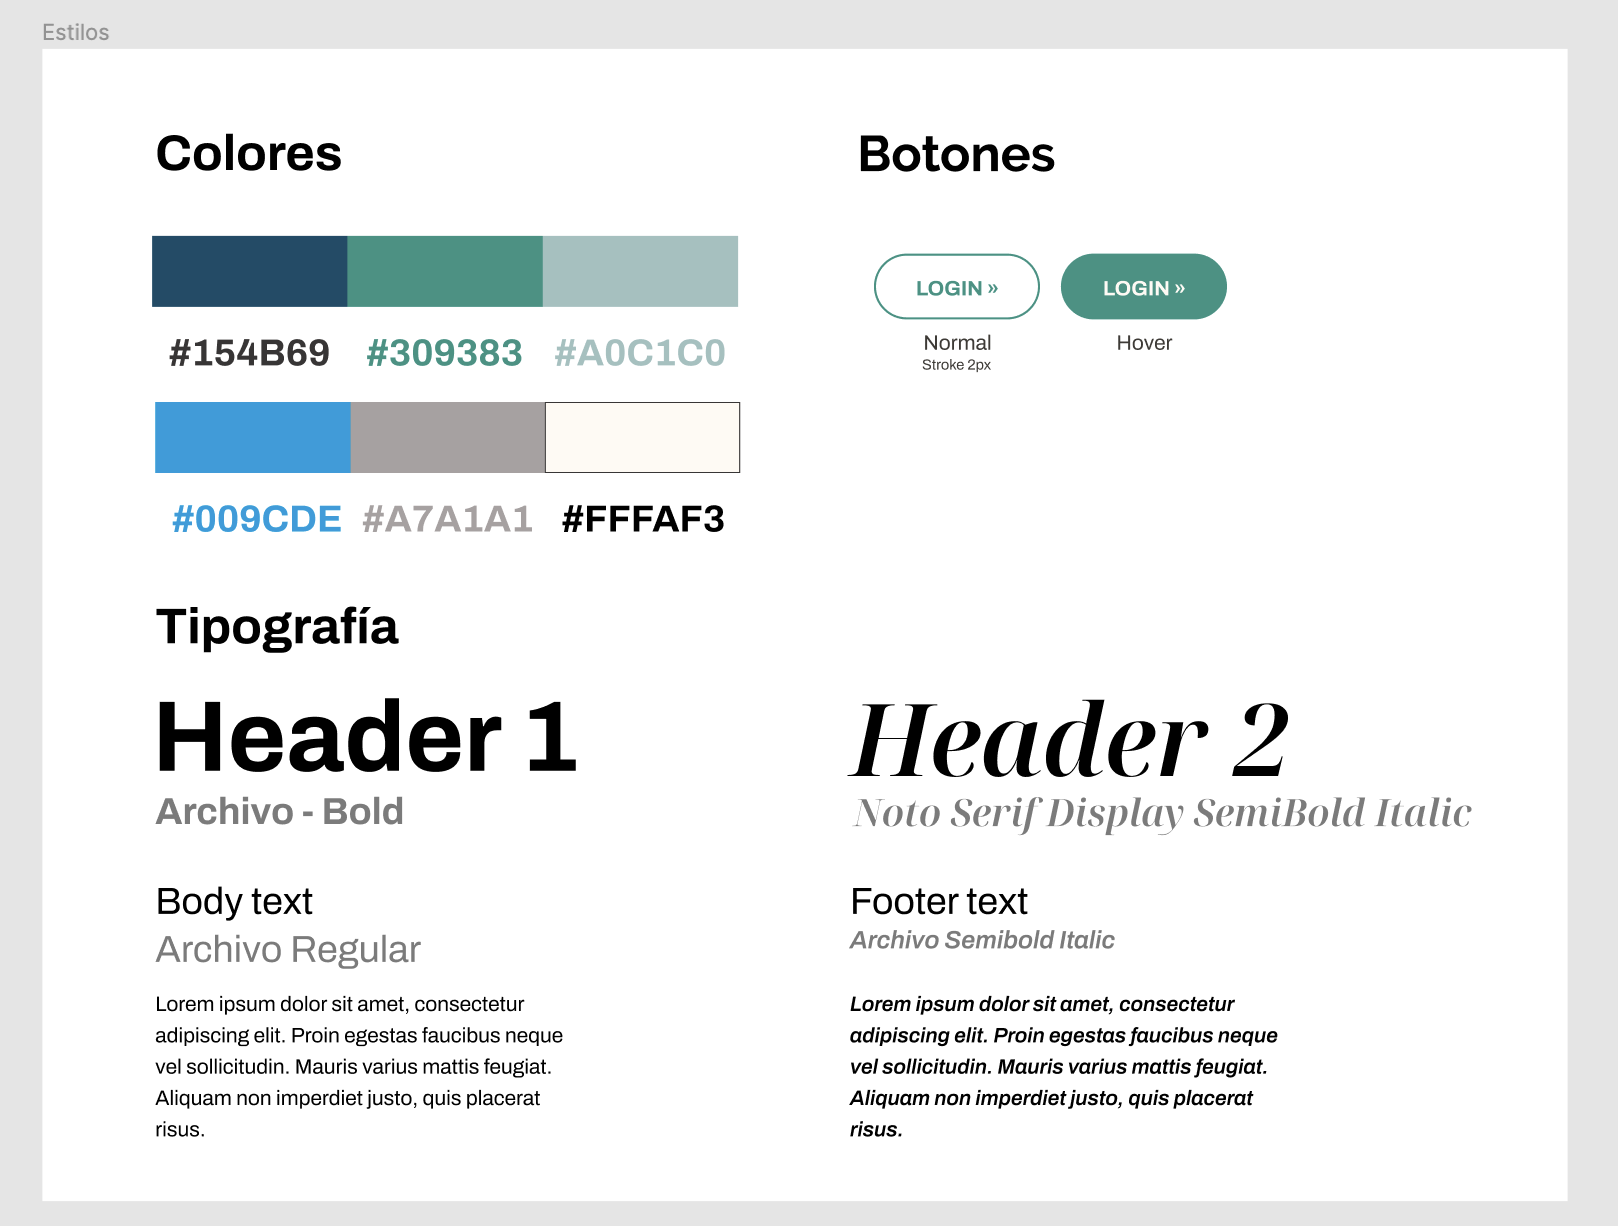 Estilos
Colores
#154B69 #309383 #A0C1C0
#009CDE #A7A1A1 #FFFAF3
Botones
LOGIN » LOGIN »
Normal Hover
Stroke 2px
Tipografía
Header 1
Archivo - Bold
Header 2
Noto Serif Display SemiBold Italic
Body text
Archivo Regular
Lorem ipsum dolor sit amet, consectetur
adipiscing elit. Proin egestas faucibus neque
vel sollicitudin. Mauris varius mattis feugiat.
Aliquam non imperdiet justo, quis placerat
risus.
Footer text
Archivo Semibold Italic
Lorem ipsum dolor sit amet, consectetur
adipiscing elit. Proin egestas faucibus neque
vel sollicitudin. Mauris varius mattis feugiat.
Aliquam non imperdiet justo, quis placerat
risus.